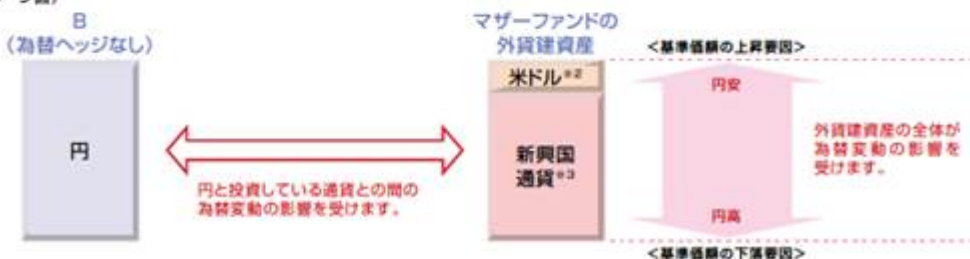 B
（為替ヘッジなし）
円
円と投資している通貨との間の
為替変動の影響を受けます。
マザーファンドの
外貨建資産
米ドル※2
新興国
通貨※3
＜基準価額の上昇要因＞
円安
円高
＜基準価額の下落要因＞
外貨建資産の全体が
為替変動の影響を
受けます。